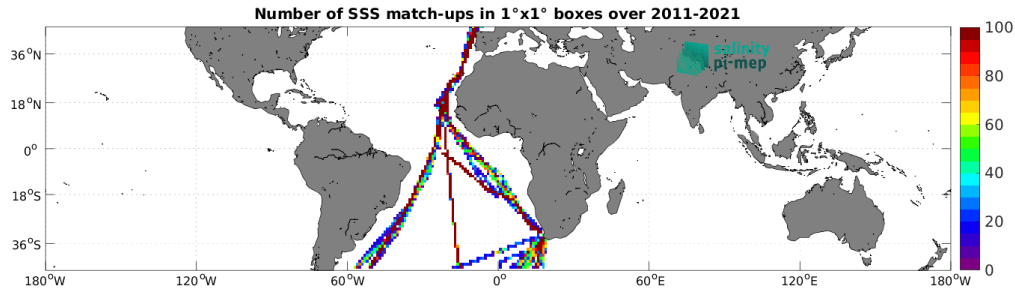 Number of SSS match-ups in 1°x1° boxes over 2011-2021
36°N
18°N
0°
18°S
36°S
180°W
120°W
60°W
0°
60°E
120°E
180°W
salinity
pi-mep
100
80
60
40
20
0